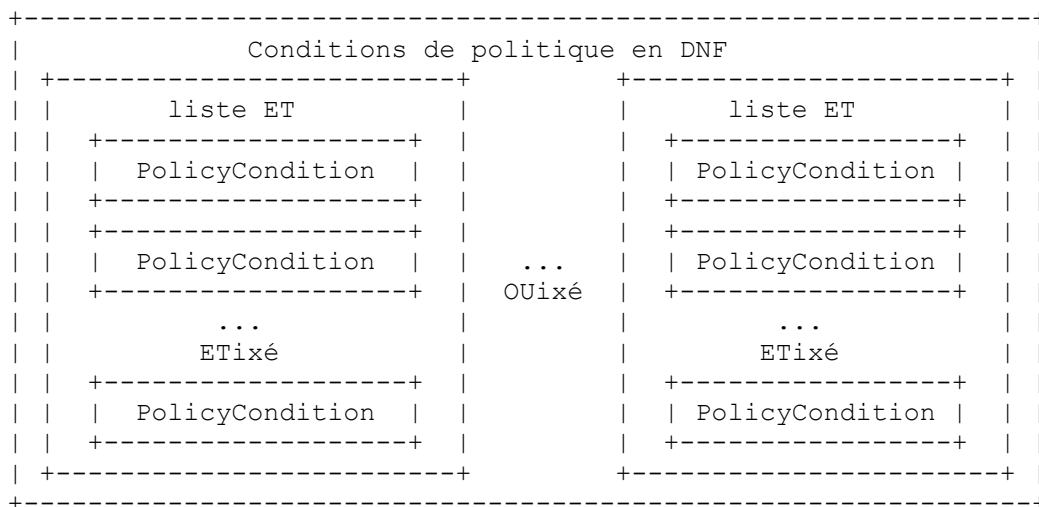 Conditions de politique en DNF
liste ET liste ET
PolicyCondition PolicyCondition
PolicyCondition ... PolicyCondition
OUixé
... ...
ETixé ETixé
PolicyCondition PolicyCondition